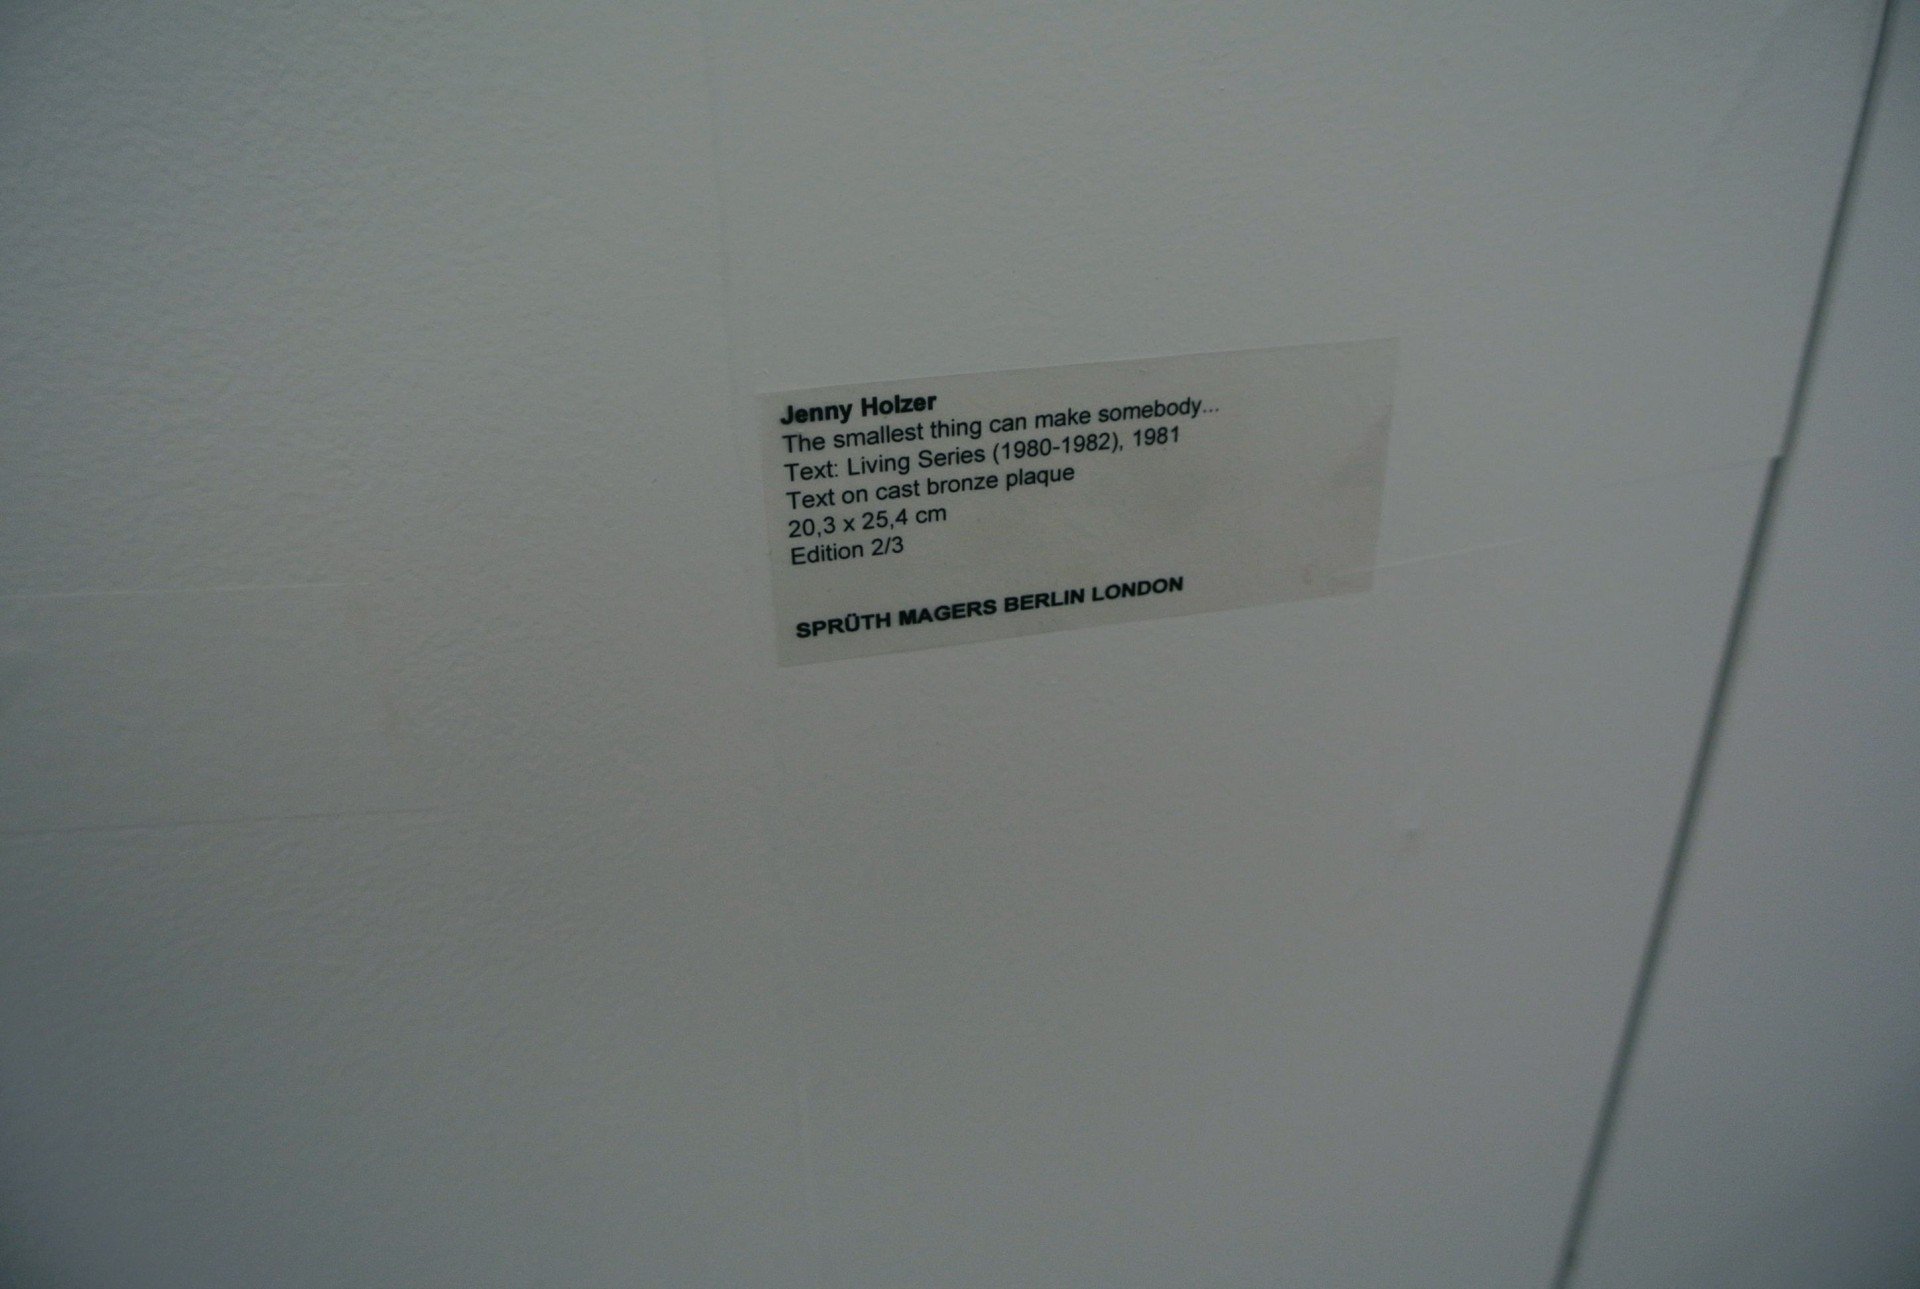 Jenny Holzer
The smallest thing can make somebody...
Text: Living Series (1980-1982), 1981
Text on cast bronze plaque
20,3 x 25,4 cm
Edition 2/3
SPRÜTH MAGERS BERLIN LONDON